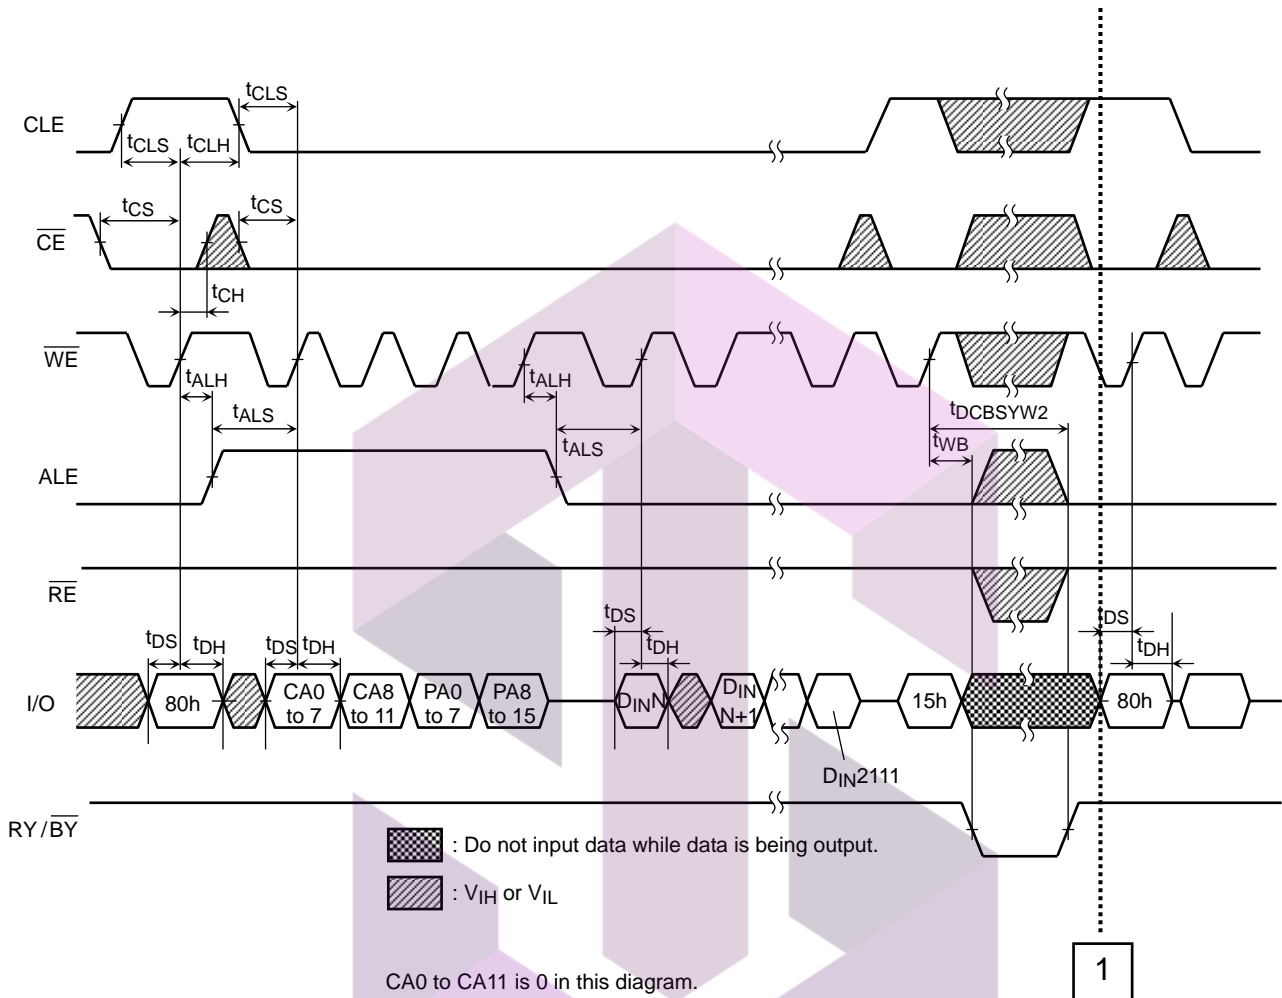 tCLS
CLE
tCLS tCLH
tCS tCS
CE
tCH
WE
tALH tALH
tDCBSYW2
tALS
tALS
tWB
ALE
RE
tDS tDH tDS tDH
tDS
tDH
tDS
tDH
I/O
80h
CA0 to 7
CA8 to 11
PA0 to 7
PA8 to 15
DINN
DIN N+1
15h
80h
DIN2111
RY/BY
: Do not input data while data is being output.
: VIH or VIL
CA0 to CA11 is 0 in this diagram.
1